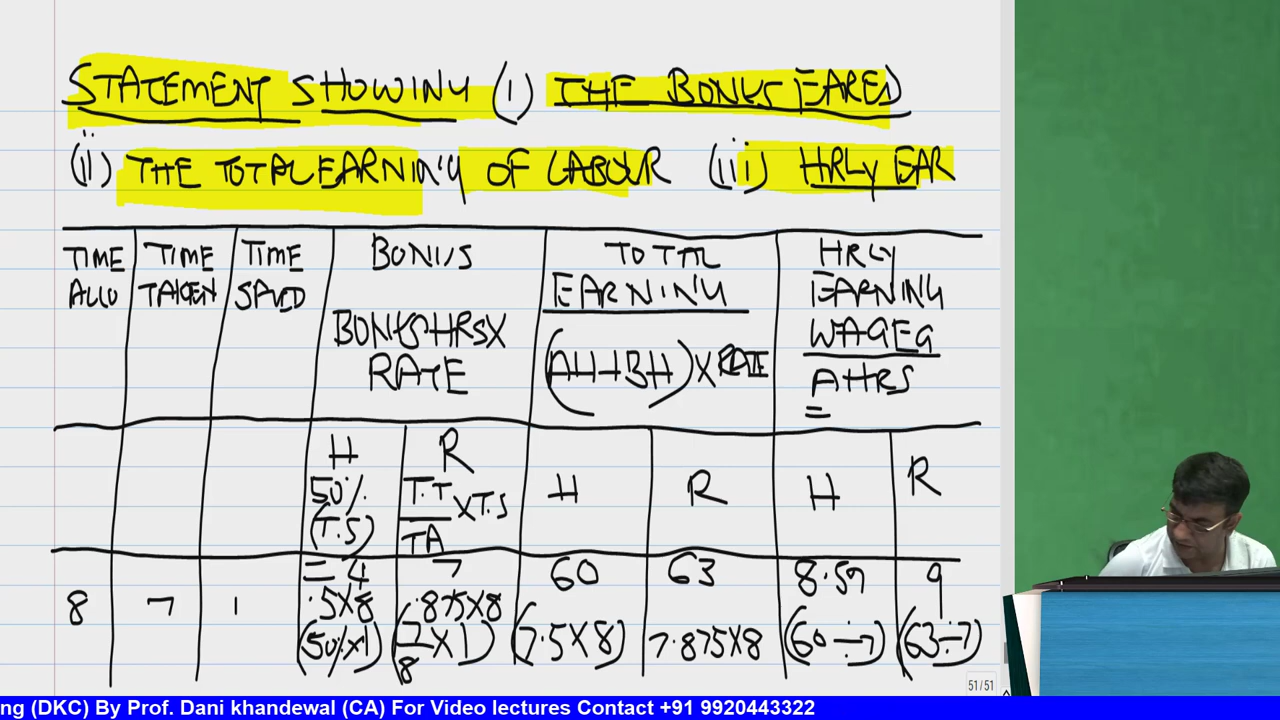 STATEMENT SHOWING (i) THE BONUS EARED
(ii) THE TOTAL EARNING OF LABOUR (iii) HRLY EAR
TIME ALLO TIME TAKEN TIME SAVED BONUS TOTAL EARNING HRLY EARNING
BONUS HRS X RATE (AH+BH) X RATE WAGES
A HRS
=
H R H R H R
50% (T.S) T.T/TA X T.S
8 7 1 = 4 7 60 63 8.57 9
.5X8 .875X8
(50%X1) (7/8 X 1) (7.5X8) 7.875X8 (60÷7) (63÷7)
51/51
ng (DKC) By Prof. Dani khandewal (CA) For Video lectures Contact +91 9920443322